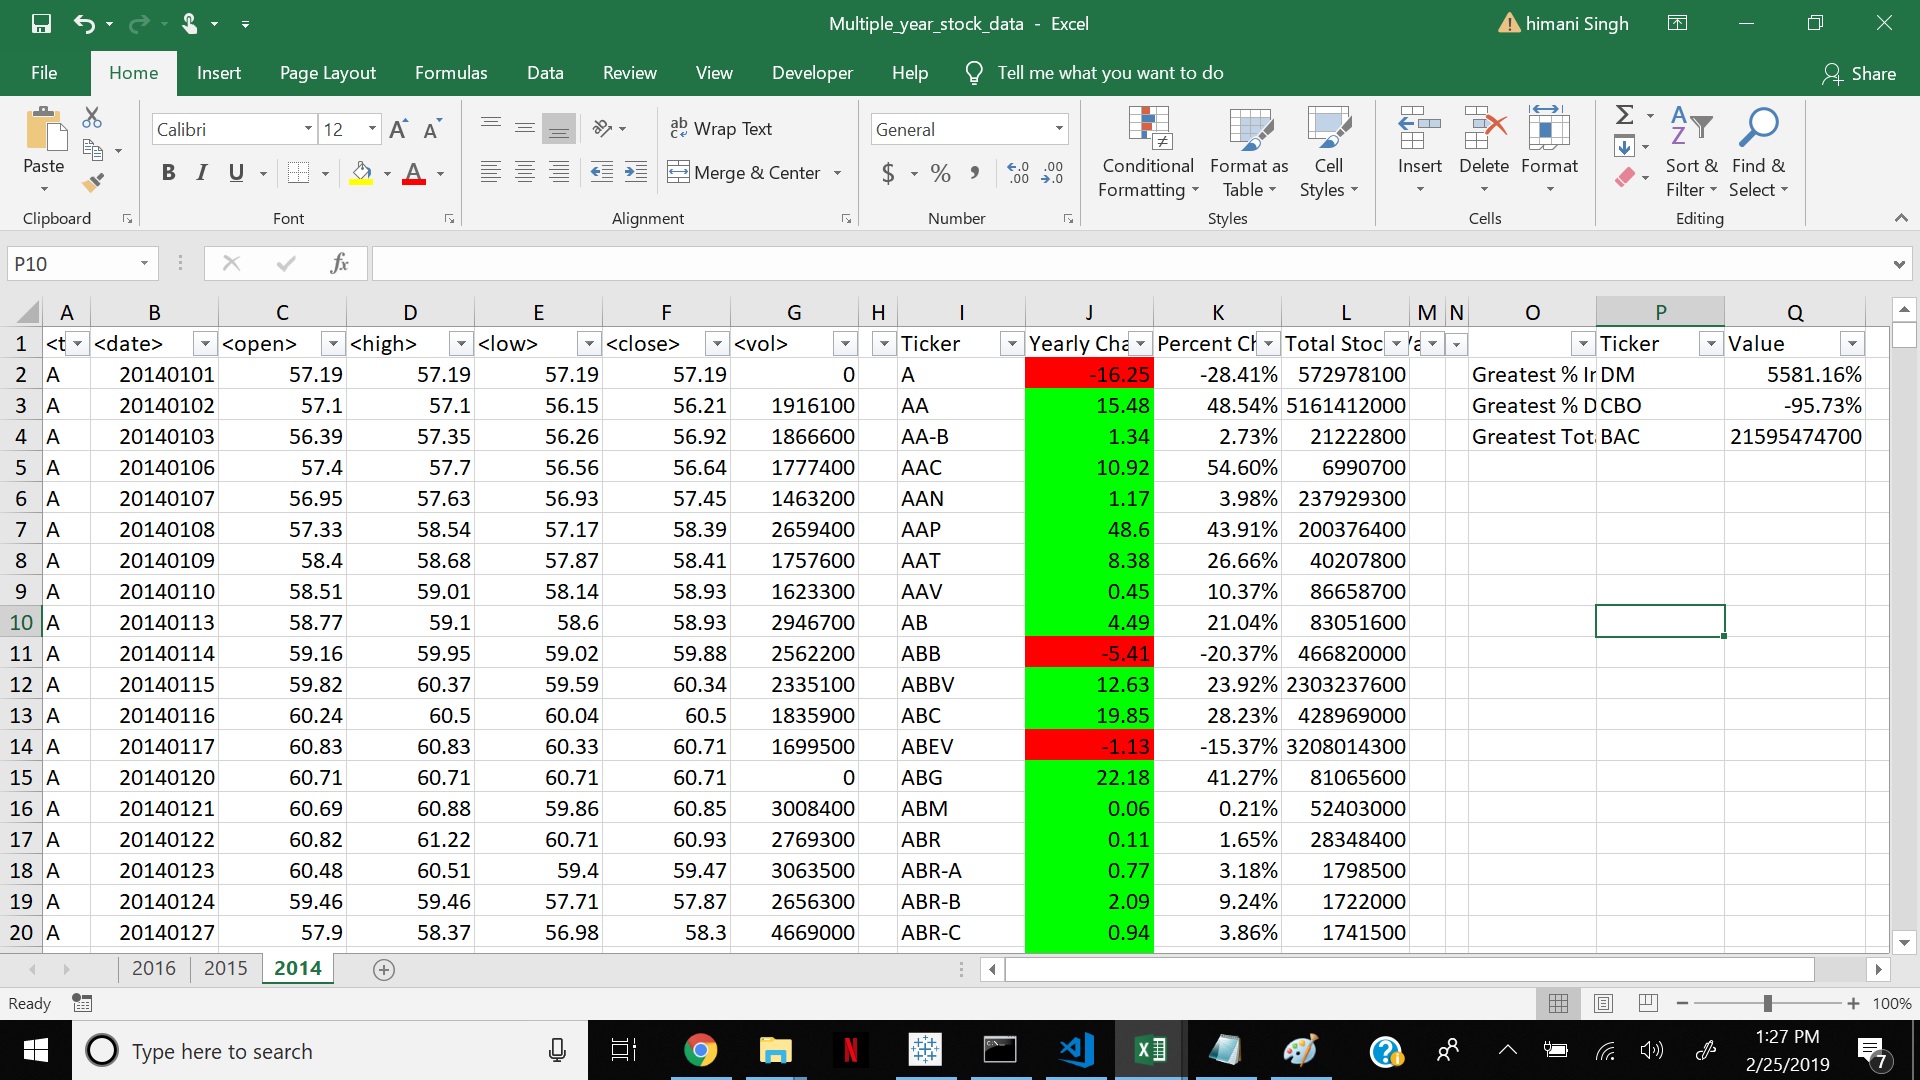 Multiple_year_stock_data - Excel
himani Singh
File Home Insert Page Layout Formulas Data Review View Developer Help Tell me what you want to do Share
Paste
Clipboard
Calibri 12
B I U
Font
Wrap Text
Merge & Center
Alignment
General
$ % ,
Number
Conditional Formatting
Format as Table
Cell Styles
Styles
Insert
Delete
Format
Cells
Sort & Filter
Find & Select
Editing
P10 fx
A B C D E F G H I J K L M N O P Q
1 <t <date> <open> <high> <low> <close> <vol> Ticker Yearly Cha Percent Ch Total Stoc Ticker Value
2 A 20140101 57.19 57.19 57.19 57.19 0 A -16.25 -28.41% 572978100 Greatest % In DM 5581.16%
3 A 20140102 57.1 57.1 56.15 56.21 1916100 AA 15.48 48.54% 5161412000 Greatest % D CBO -95.73%
4 A 20140103 56.39 57.35 56.26 56.92 1866600 AA-B 1.34 2.73% 21222800 Greatest Tot BAC 21595474700
5 A 20140106 57.4 57.7 56.56 56.64 1777400 AAC 10.92 54.60% 6990700
6 A 20140107 56.95 57.63 56.93 57.45 1463200 AAN 1.17 3.98% 237929300
7 A 20140108 57.33 58.54 57.17 58.39 2659400 AAP 48.6 43.91% 200376400
8 A 20140109 58.4 58.68 57.87 58.41 1757600 AAT 8.38 26.66% 40207800
9 A 20140110 58.51 59.01 58.14 58.93 1623300 AAV 0.45 10.37% 86658700
10 A 20140113 58.77 59.1 58.6 58.93 2946700 AB 4.49 21.04% 83051600
11 A 20140114 59.16 59.95 59.02 59.88 2562200 ABB -5.41 -20.37% 466820000
12 A 20140115 59.82 60.37 59.59 60.34 2335100 ABBV 12.63 23.92% 2303237600
13 A 20140116 60.24 60.5 60.04 60.5 1835900 ABC 19.85 28.23% 428969000
14 A 20140117 60.83 60.83 60.33 60.71 1699500 ABEV -1.13 -15.37% 3208014300
15 A 20140120 60.71 60.71 60.71 60.71 0 ABG 22.18 41.27% 81065600
16 A 20140121 60.69 60.88 59.86 60.85 3008400 ABM 0.06 0.21% 52403000
17 A 20140122 60.82 61.22 60.71 60.93 2769300 ABR 0.11 1.65% 28348400
18 A 20140123 60.48 60.51 59.4 59.47 3063500 ABR-A 0.77 3.18% 1798500
19 A 20140124 59.46 59.46 57.71 57.87 2656300 ABR-B 2.09 9.24% 1722000
20 A 20140127 57.9 58.37 56.98 58.3 4669000 ABR-C 0.94 3.86% 1741500
2016 2015 2014
Ready 100%
Type here to search
1:27 PM
2/25/2019
7